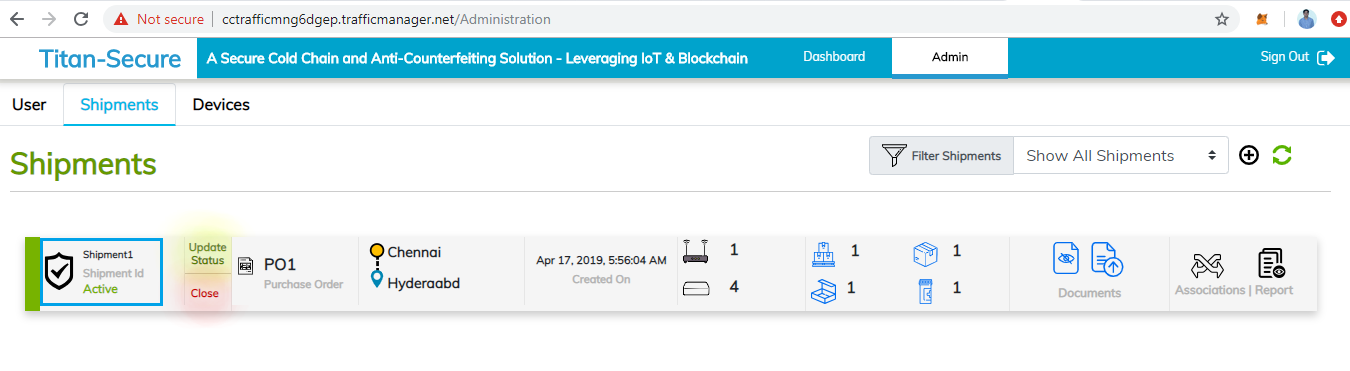 Not secure | cctrafficmng6dgep.trafficmanager.net/Administration
Titan-Secure
A Secure Cold Chain and Anti-Counterfeiting Solution - Leveraging IoT & Blockchain
Dashboard
Admin
Sign Out
User
Shipments
Devices
Shipments
Filter Shipments
Show All Shipments
Shipment1
Shipment Id
Active
Update
Status
Close
PO1
Purchase Order
Chennai
Hyderaabd
Apr 17, 2019, 5:56:04 AM
Created On
1
4
1
1
1
1
Documents
Associations | Report